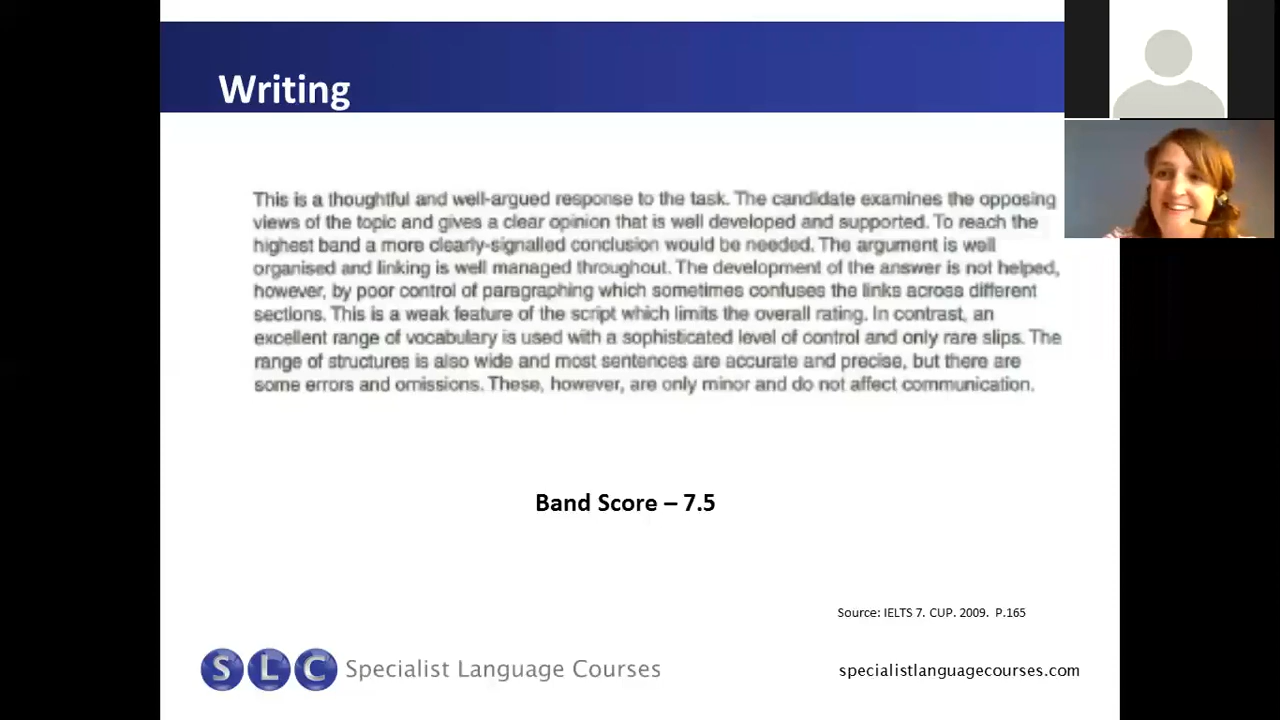 Writing
This is a thoughtful and well-argued response to the task. The candidate examines the opposing
views of the topic and gives a clear opinion that is well developed and supported. To reach the
highest band a more clearly-signalled conclusion would be needed. The argument is well
organised and linking is well managed throughout. The development of the answer is not helped,
however, by poor control of paragraphing which sometimes confuses the links across different
sections. This is a weak feature of the script which limits the overall rating. In contrast, an
excellent range of vocabulary is used with a sophisticated level of control and only rare slips. The
range of structures is also wide and most sentences are accurate and precise, but there are
some errors and omissions. These, however, are only minor and do not affect communication.
Band Score – 7.5
Source: IELTS 7. CUP. 2009. P.165
SLC Specialist Language Courses
specialistlanguagecourses.com